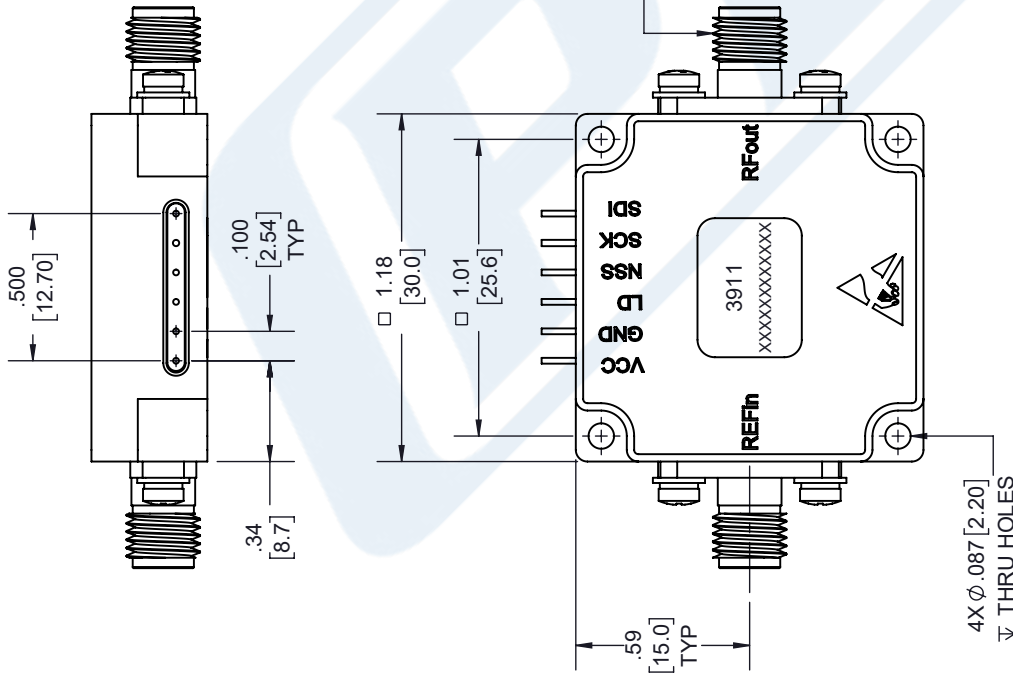 .500
[12.70]
.100
[2.54]
TYP
.34
[8.7]
□ 1.18
[30.0]
□ 1.01
[25.6]
.59
[15.0]
TYP
RFout
SDI
SCK
NSS
LD
GND
VCC
3911
XXXXXXXXXXXXX
REFin
4X ⌀.087 [2.20]
↧ THRU HOLES